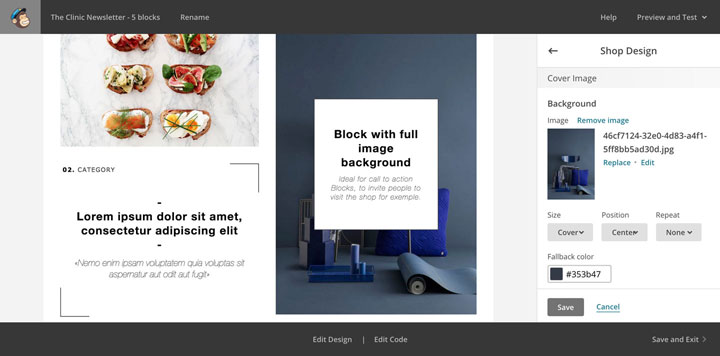 The Clinic Newsletter - 5 blocks
Rename
Help
Preview and Test
02. CATEGORY
-
Lorem ipsum dolor sit amet,
consectetur adipiscing elit
-
«Nemo enim ipsam voluptatem quia voluptas sit
aspernatur aut odit aut fugit»
Block with full
image
background
Ideal for call to action
Blocks, to invite people to
visit the shop for exemple.
Shop Design
Cover Image
Background
Image
Remove image
46cf7124-32e0-4d83-a4f1-
5ff8bb5ad30d.jpg
Replace • Edit
Size
Position
Repeat
Cover
Center
None
Fallback color
#353b47
Save
Cancel
Edit Design | Edit Code
Save and Exit